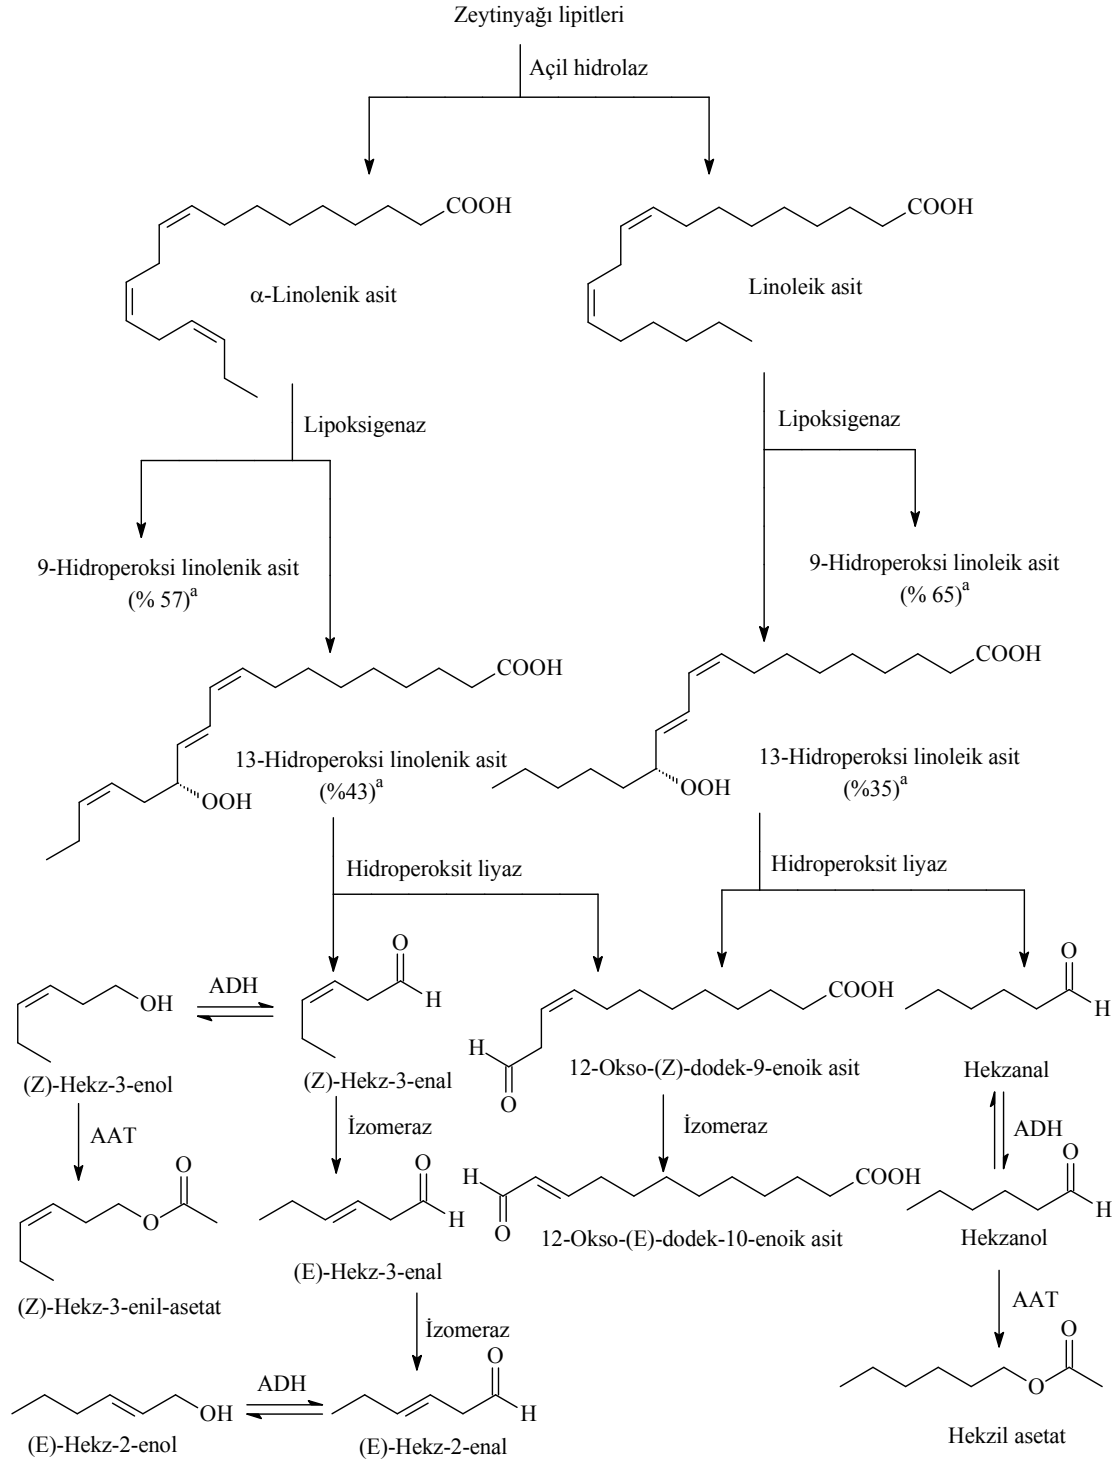 Zeytinyağı lipitleri
Açil hidrolaz
COOH
COOH
α-Linolenik asit
Linoleik asit
Lipoksigenaz
Lipoksigenaz
9-Hidroperoksi linolenik asit
(% 57)a
9-Hidroperoksi linoleik asit
(% 65)a
COOH
COOH
13-Hidroperoksi linolenik asit
(%43)a
OOH
13-Hidroperoksi linoleik asit
(%35)a
OOH
Hidroperoksit liyaz
Hidroperoksit liyaz
OH
ADH
O
H
COOH
H
O
O
H
(Z)-Hekz-3-enol
(Z)-Hekz-3-enal
12-Okso-(Z)-dodek-9-enoik asit
Hekzanal
AAT
İzomeraz
İzomeraz
ADH
O
O
O
H
H
O
COOH
O
H
(Z)-Hekz-3-enil-asetat
(E)-Hekz-3-enal
12-Okso-(E)-dodek-10-enoik asit
Hekzanol
İzomeraz
AAT
OH
ADH
O
H
O
O
(E)-Hekz-2-enol
(E)-Hekz-2-enal
Hekzil asetat